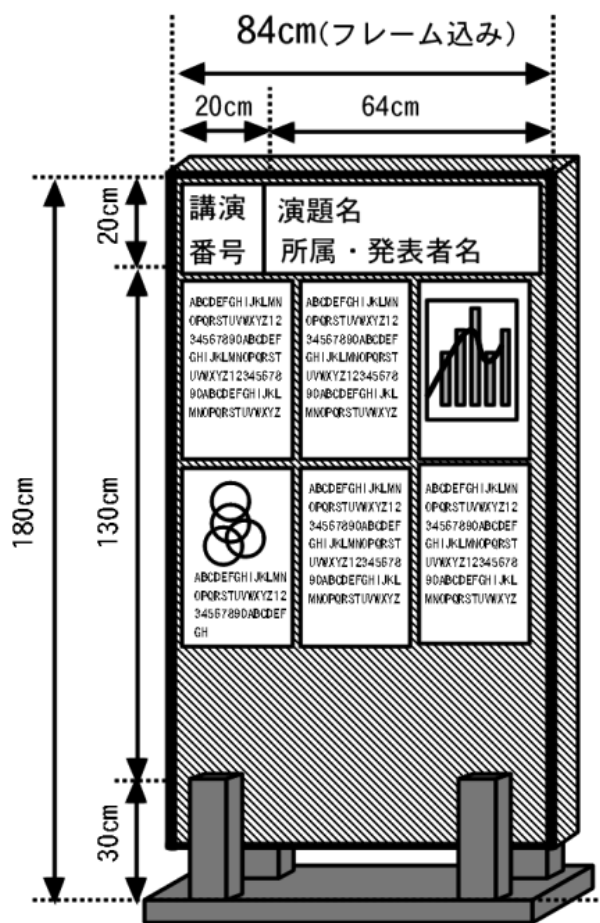 84cm(フレーム込み)
20cm
64cm
20cm
講演
番号
演題名
所属・発表者名
180cm
130cm
30cm
ABCDEFGHIJKLMN
OPQRSTUVWXYZ12
34567890ABCDEF
GHIJKLMNOPQRST
UVWXYZ12345678
90ABCDEFGHIJKL
MNOPQRSTUVWXYZ
ABCDEFGHIJKLMN
OPQRSTUVWXYZ12
34567890ABCDEF
GHIJKLMNOPQRST
UVWXYZ12345678
90ABCDEFGHIJKL
MNOPQRSTUVWXYZ
ABCDEFGHIJKLMN
OPQRSTUVWXYZ12
34567890ABCDEF
GH
ABCDEFGHIJKLMN
OPQRSTUVWXYZ12
34567890ABCDEF
GHIJKLMNOPQRST
UVWXYZ12345678
90ABCDEFGHIJKL
MNOPQRSTUVWXYZ
ABCDEFGHIJKLMN
OPQRSTUVWXYZ12
34567890ABCDEF
GHIJKLMNOPQRST
UVWXYZ12345678
90ABCDEFGHIJKL
MNOPQRSTUVWXYZ